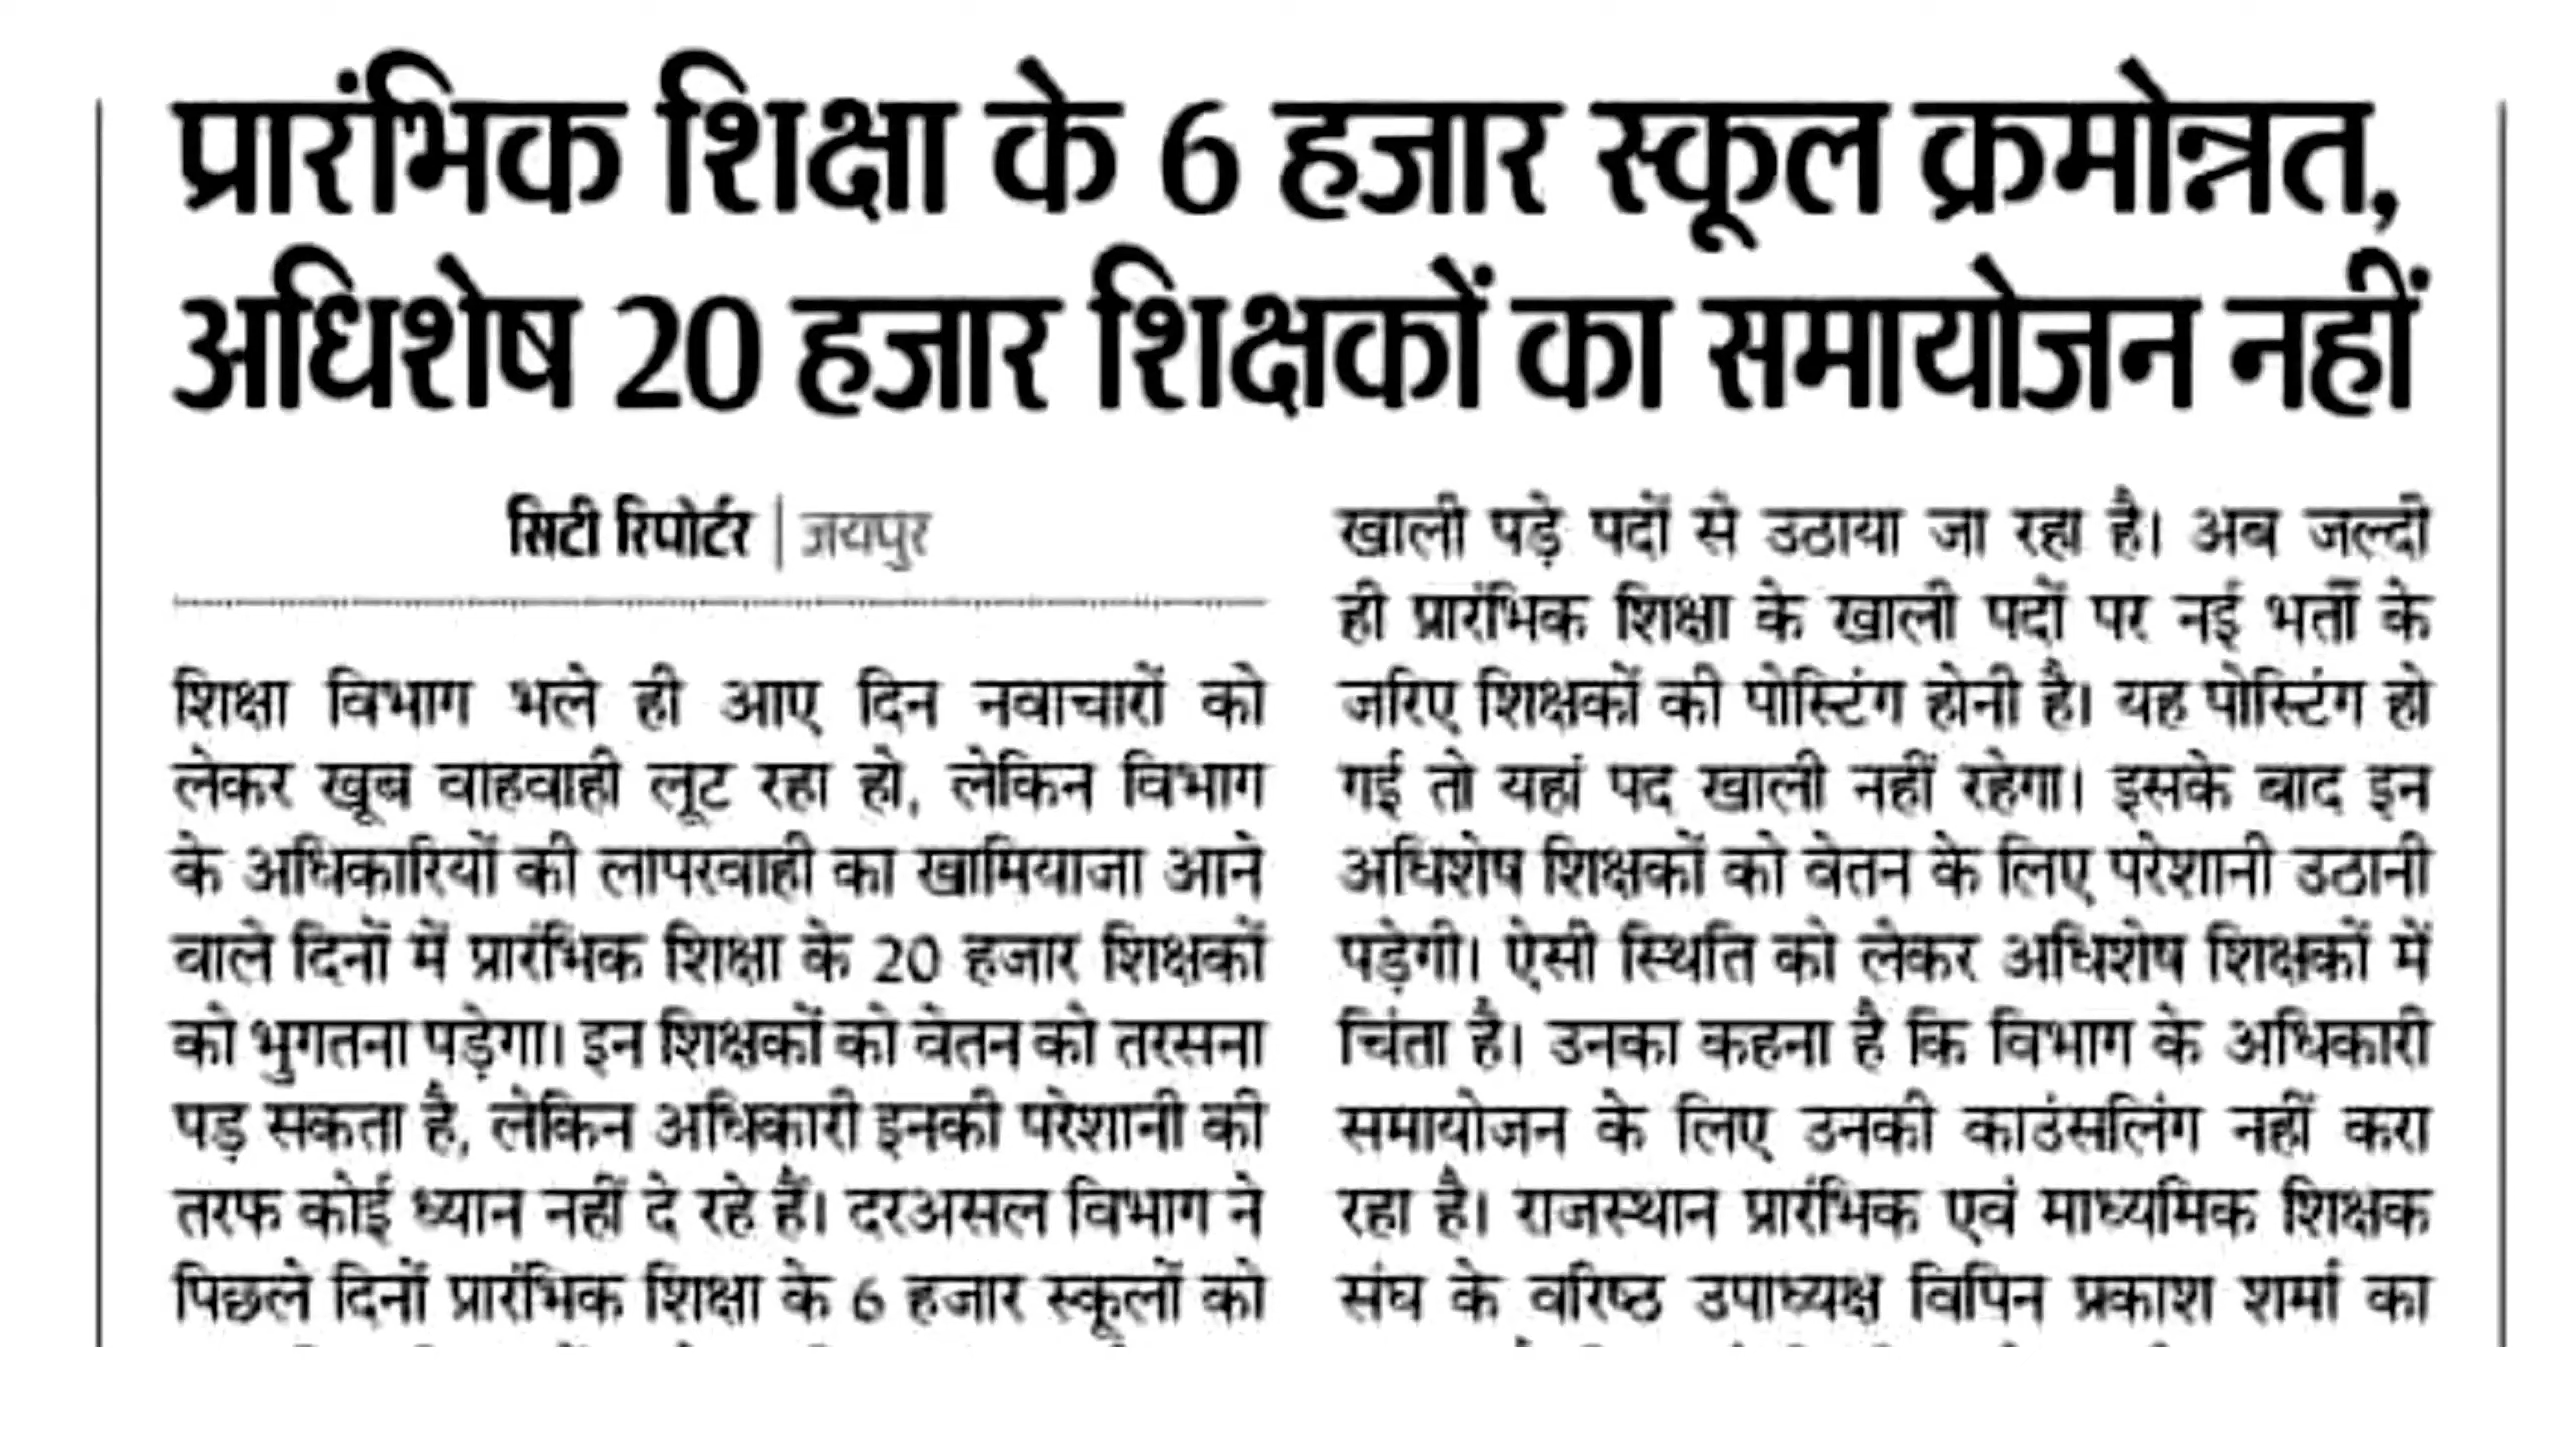 प्रारंभिक शिक्षा के 6 हजार स्कूल क्रमोन्नत,
अधिशेष 20 हजार शिक्षकों का समायोजन नहीं
सिटी रिपोर्टर | जयपुर
शिक्षा विभाग भले ही आए दिन नवाचारों को
लेकर खूब वाहवाही लूट रहा हो, लेकिन विभाग
के अधिकारियों की लापरवाही का खामियाजा आने
वाले दिनों में प्रारंभिक शिक्षा के 20 हजार शिक्षकों
को भुगतना पड़ेगा। इन शिक्षकों को वेतन को तरसना
पड़ सकता है, लेकिन अधिकारी इनकी परेशानी की
तरफ कोई ध्यान नहीं दे रहे हैं। दरअसल विभाग ने
पिछले दिनों प्रारंभिक शिक्षा के 6 हजार स्कूलों को
खाली पड़े पदों से उठाया जा रहा है। अब जल्दी
ही प्रारंभिक शिक्षा के खाली पदों पर नई भर्ती के
जरिए शिक्षकों की पोस्टिंग होनी है। यह पोस्टिंग हो
गई तो यहां पद खाली नहीं रहेगा। इसके बाद इन
अधिशेष शिक्षकों को वेतन के लिए परेशानी उठानी
पड़ेगी। ऐसी स्थिति को लेकर अधिशेष शिक्षकों में
चिंता है। उनका कहना है कि विभाग के अधिकारी
समायोजन के लिए उनकी काउंसलिंग नहीं करा
रहा है। राजस्थान प्रारंभिक एवं माध्यमिक शिक्षक
संघ के वरिष्ठ उपाध्यक्ष विपिन प्रकाश शर्मा का